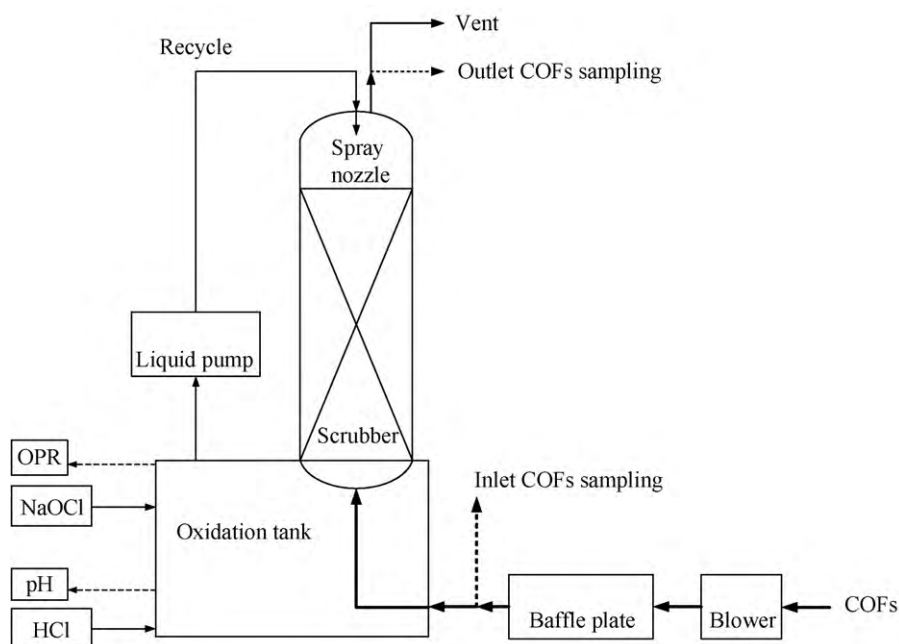 Vent
Recycle
Outlet COFs sampling
Spray
nozzle
Liquid pump
Scrubber
OPR
Inlet COFs sampling
NaOCl
Oxidation tank
pH
COFs
Baffle plate
Blower
HCl